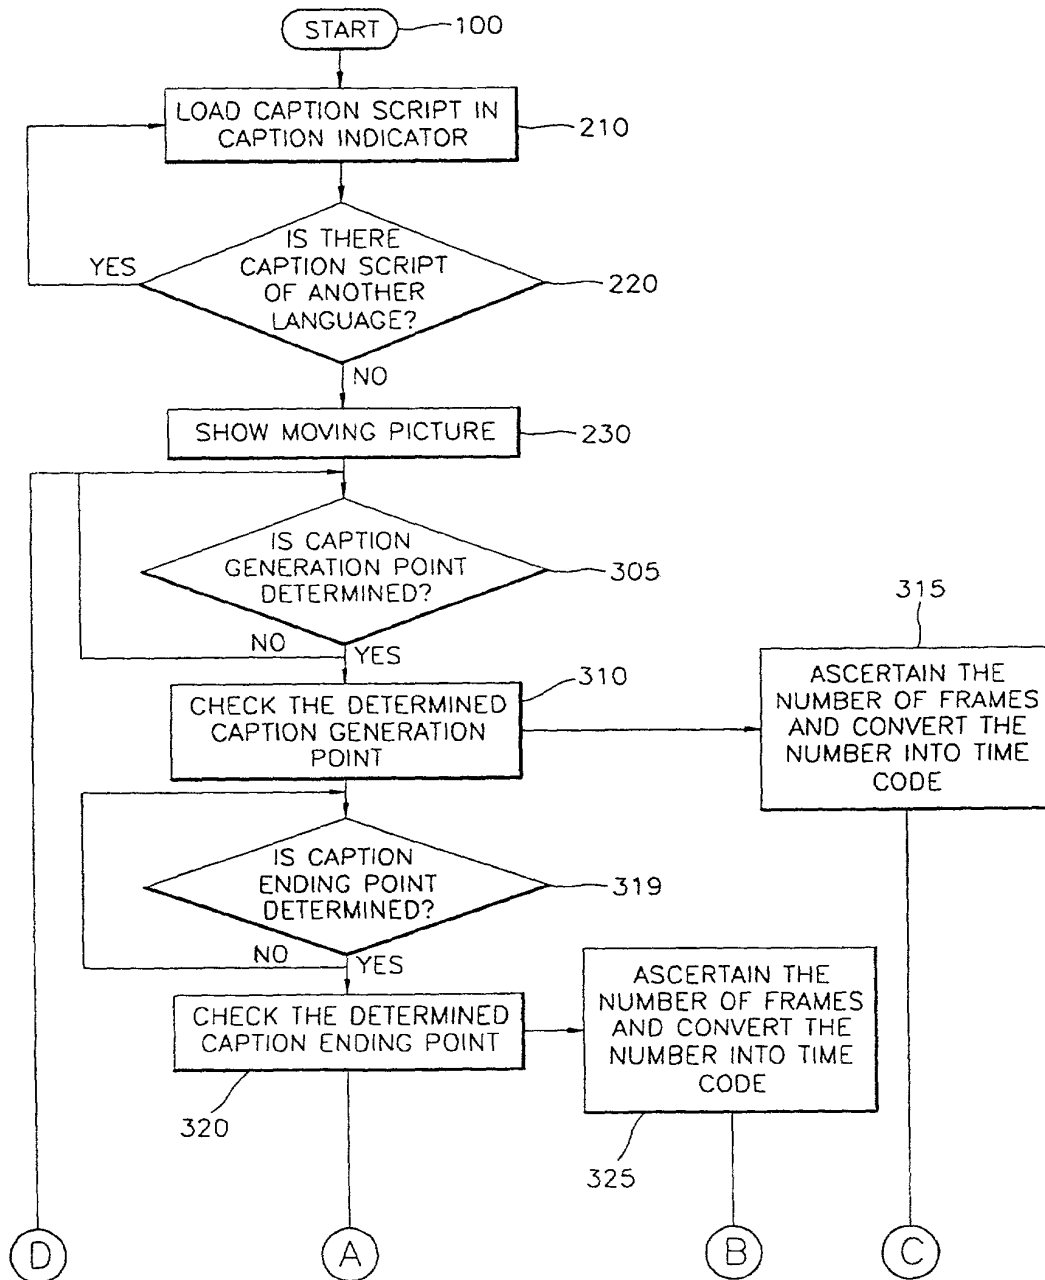 START
100
LOAD CAPTION SCRIPT IN
CAPTION INDICATOR
210
IS THERE
CAPTION SCRIPT
OF ANOTHER
LANGUAGE?
YES
220
NO
SHOW MOVING PICTURE
230
IS CAPTION
GENERATION POINT
DETERMINED?
305
NO
YES
315
CHECK THE DETERMINED
CAPTION GENERATION
POINT
310
ASCERTAIN THE
NUMBER OF FRAMES
AND CONVERT THE
NUMBER INTO TIME
CODE
IS CAPTION
ENDING POINT
DETERMINED?
319
NO
YES
CHECK THE DETERMINED
CAPTION ENDING POINT
320
ASCERTAIN THE
NUMBER OF FRAMES
AND CONVERT THE
NUMBER INTO TIME
CODE
325
D
A
B
C